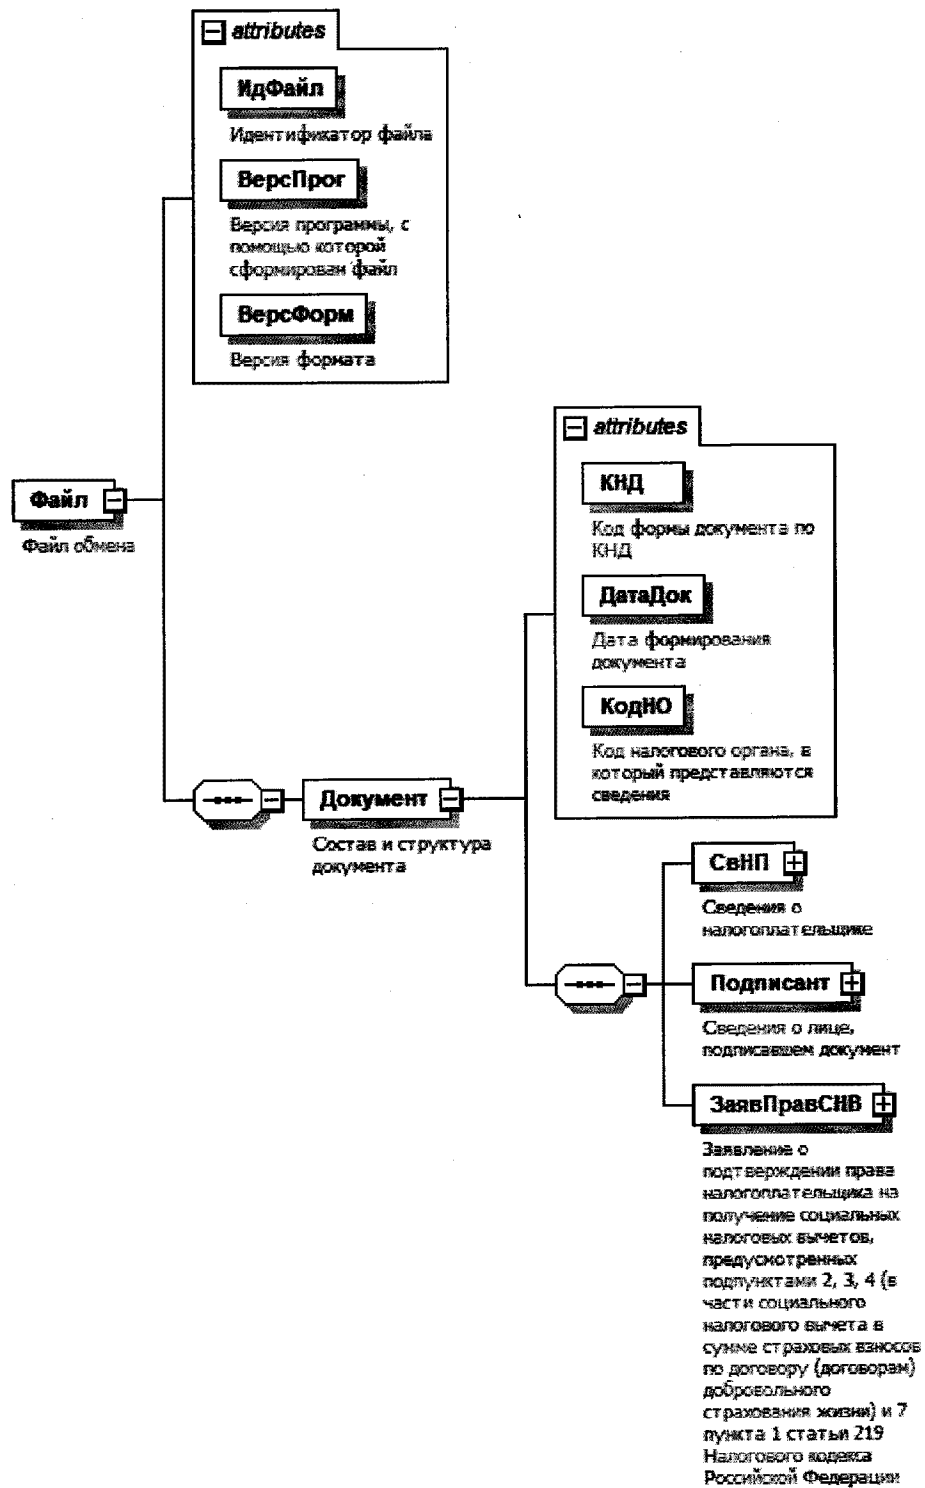 attributes
ИдФайл
Идентификатор файла
ВерсПрог
Версия программы, с
помощью которой
сформирован файл
ВерсФорм
Версия формата
Файл
Файл обмена
attributes
КНД
Код формы документа по
КНД
ДатаДок
Дата формирования
документа
КодНО
Код налогового органа, в
который представляются
сведения
Документ
Состав и структура
документа
СвНП
Сведения о
налогоплательщике
Подписант
Сведения о лице,
подписавшем документ
ЗаявПравСНВ
Заявление о
подтверждении права
налогоплательщика на
получение социальных
налоговых вычетов,
предусмотренных
подпунктами 2, 3, 4 (в
части социального
налогового вычета в
сумме страховых взносов
по договору (договорам)
добровольного
страхования жизни) и 7
пункта 1 статьи 219
Налогового кодекса
Российской Федерации